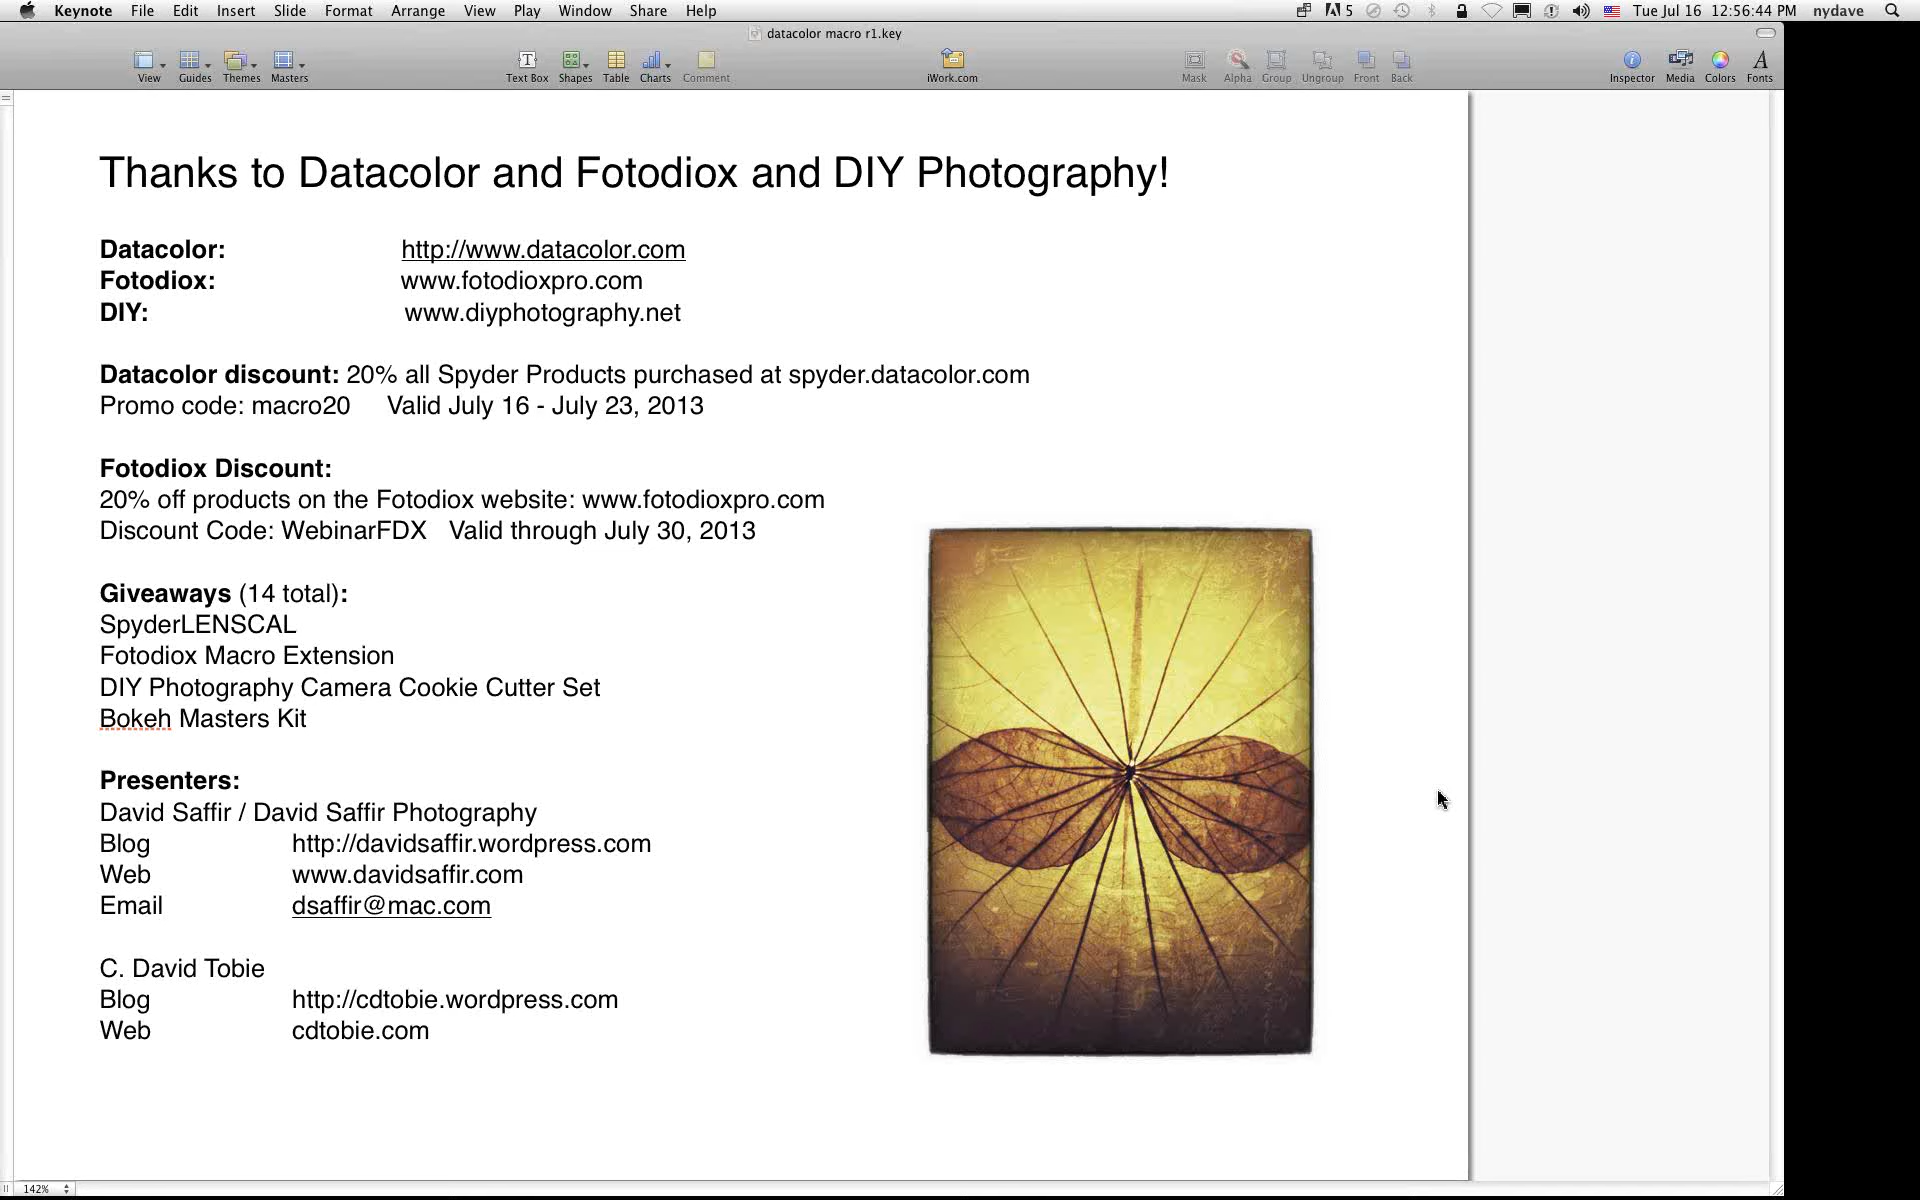 Keynote File Edit Insert Slide Format Arrange View Play Window Share Help 5 Tue Jul 16 12:56:44 PM nydave
datacolor macro r1.key
View Guides Themes Masters Text Box Shapes Table Charts Comment iWork.com Mask Alpha Group Ungroup Front Back Inspector Media Colors Fonts
Thanks to Datacolor and Fotodiox and DIY Photography!
Datacolor: http://www.datacolor.com
Fotodiox: www.fotodioxpro.com
DIY: www.diyphotography.net
Datacolor discount: 20% all Spyder Products purchased at spyder.datacolor.com
Promo code: macro20 Valid July 16 - July 23, 2013
Fotodiox Discount:
20% off products on the Fotodiox website: www.fotodioxpro.com
Discount Code: WebinarFDX Valid through July 30, 2013
Giveaways (14 total):
SpyderLENSCAL
Fotodiox Macro Extension
DIY Photography Camera Cookie Cutter Set
Bokeh Masters Kit
Presenters:
David Saffir / David Saffir Photography
Blog http://davidsaffir.wordpress.com
Web www.davidsaffir.com
Email dsaffir@mac.com
C. David Tobie
Blog http://cdtobie.wordpress.com
Web cdtobie.com
142%